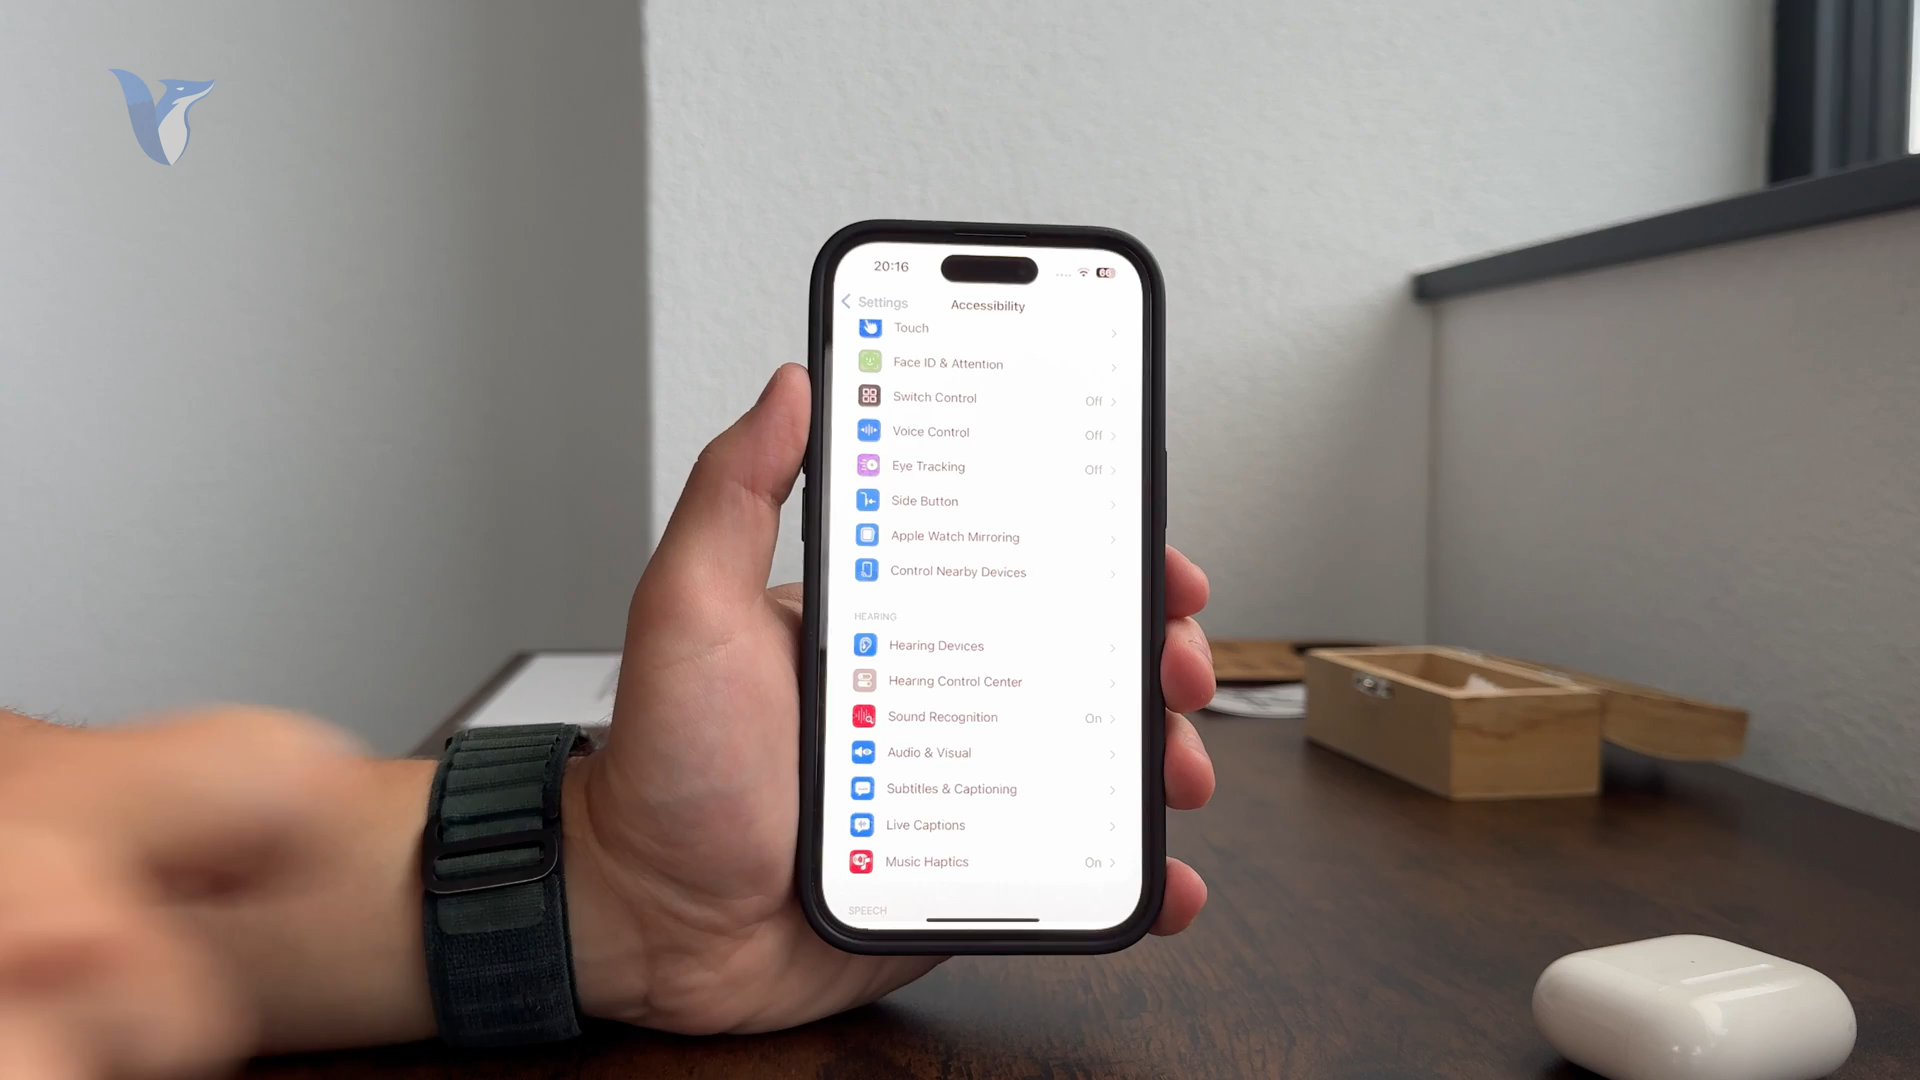 20:16
66
Settings
Accessibility
Touch
Face ID & Attention
Switch Control Off
Voice Control Off
Eye Tracking Off
Side Button
Apple Watch Mirroring
Control Nearby Devices
HEARING
Hearing Devices
Hearing Control Center
Sound Recognition On
Audio & Visual
Subtitles & Captioning
Live Captions
Music Haptics On
SPEECH